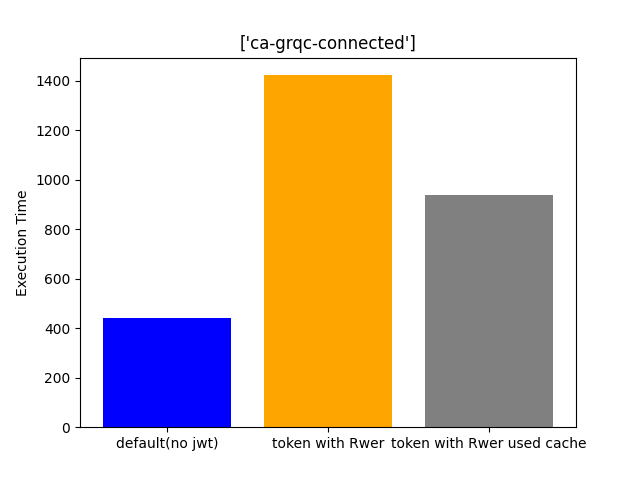 ['ca-grqc-connected']
Execution Time
1400
1200
1000
800
600
400
200
0
default(no jwt)
token with Rwer
token with Rwer used cache